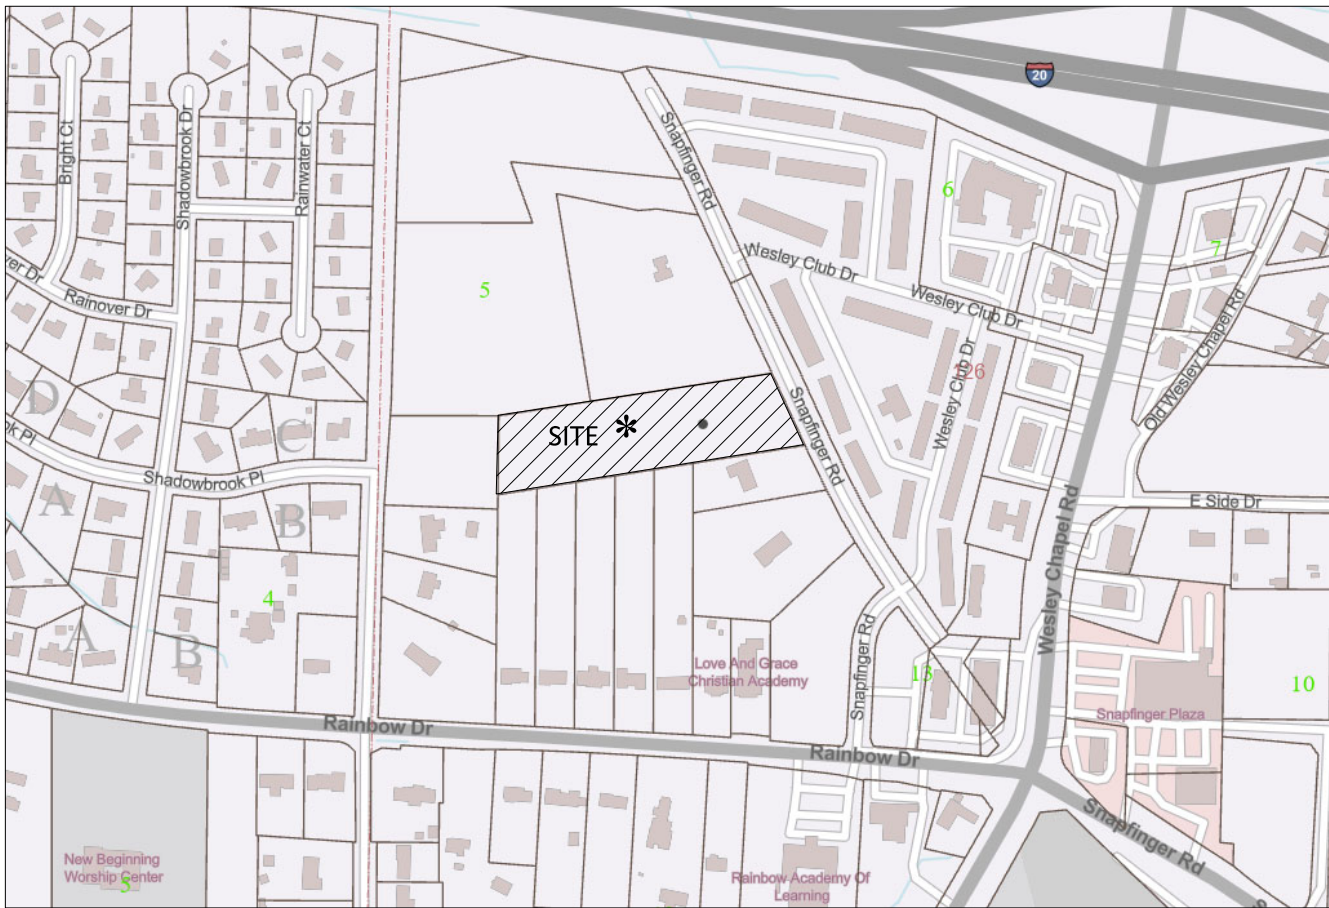 20
Bright Ct
Shadowbrook Dr
Rainwater Ct
Snapfinger Rd
6
7
ver Dr
Rainover Dr
5
Wesley Club Dr
Wesley Club Dr
Old Wesley Chapel Rd
Wesley Club Dr
126
D
C
SITE *
Snapfinger Rd
ok Pl
Shadowbrook Pl
A
B
E Side Dr
Wesley Chapel Rd
4
A
B
Love And Grace
Christian Academy
Snapfinger Rd
13
10
Snapfinger Plaza
Rainbow Dr
Rainbow Dr
Snapfinger Rd
New Beginning
Worship Center
5
Rainbow Academy Of
Learning
S